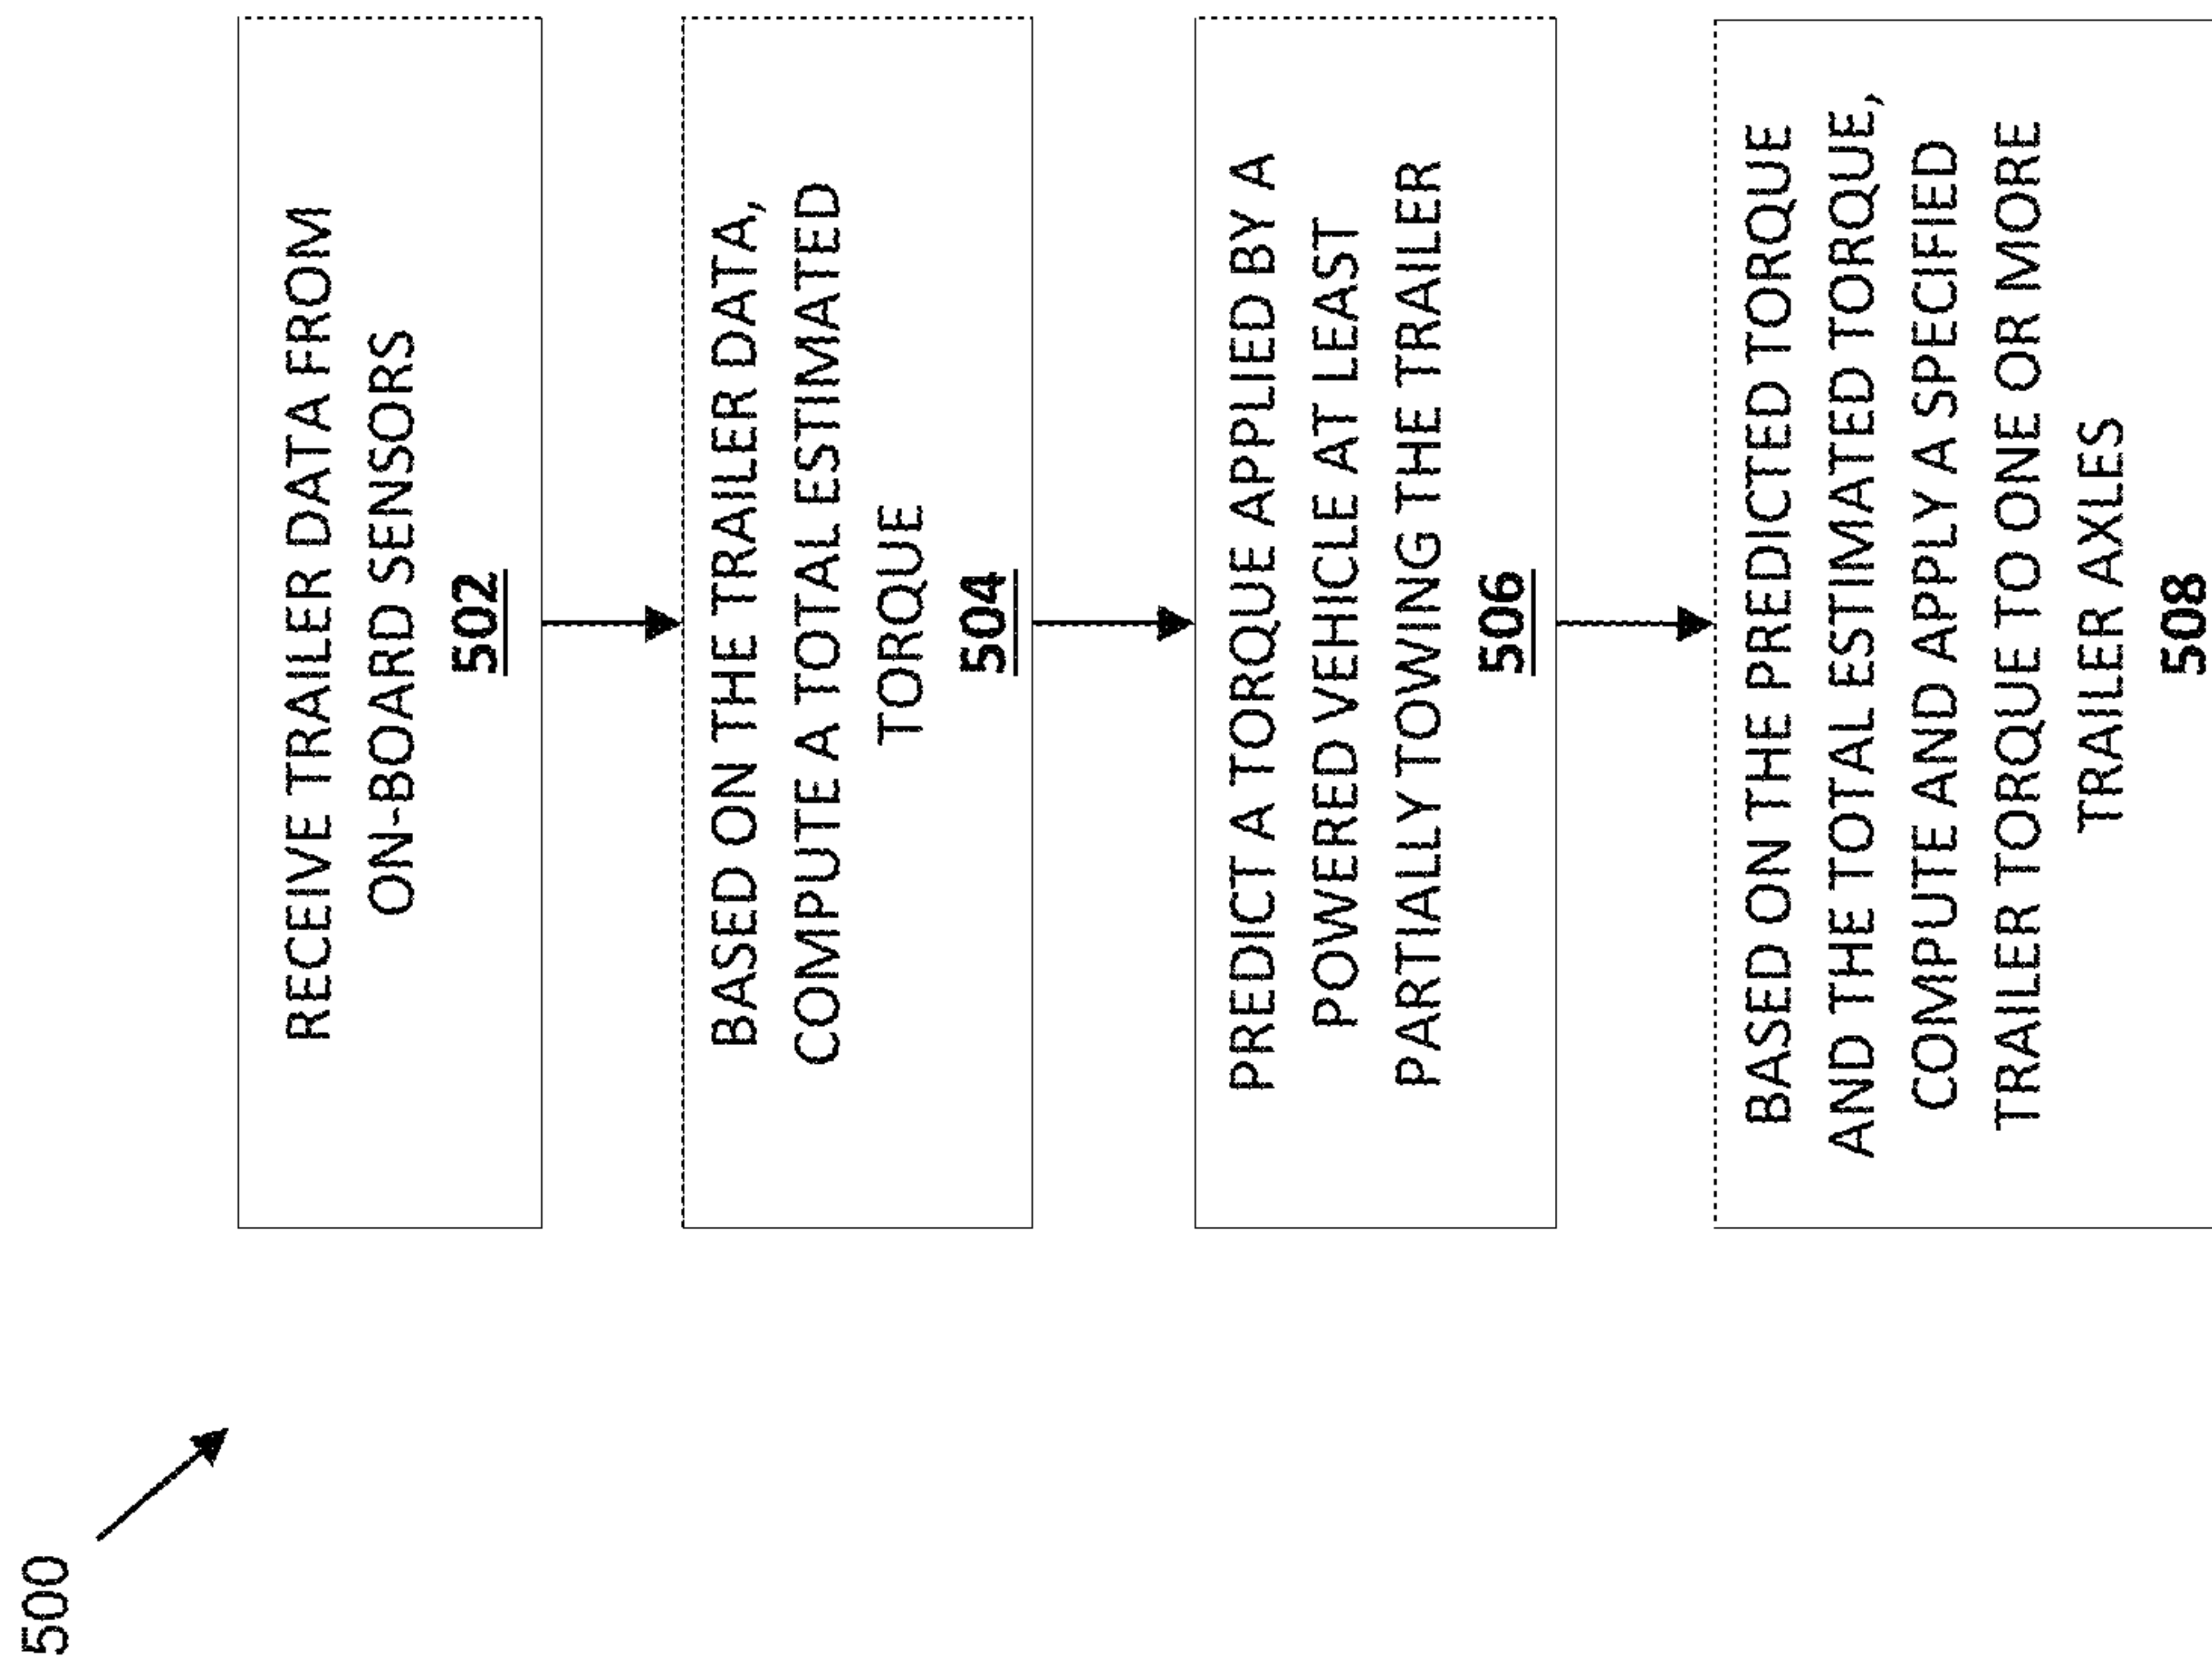 500
RECEIVE TRAILER DATA FROM
ON-BOARD SENSORS
502
BASED ON THE TRAILER DATA,
COMPUTE A TOTAL ESTIMATED
TORQUE
504
PREDICT A TORQUE APPLIED BY A
POWERED VEHICLE AT LEAST
PARTIALLY TOWING THE TRAILER
506
BASED ON THE PREDICTED TORQUE
AND THE TOTAL ESTIMATED TORQUE,
COMPUTE AND APPLY A SPECIFIED
TRAILER TORQUE TO ONE OR MORE
TRAILER AXLES
508